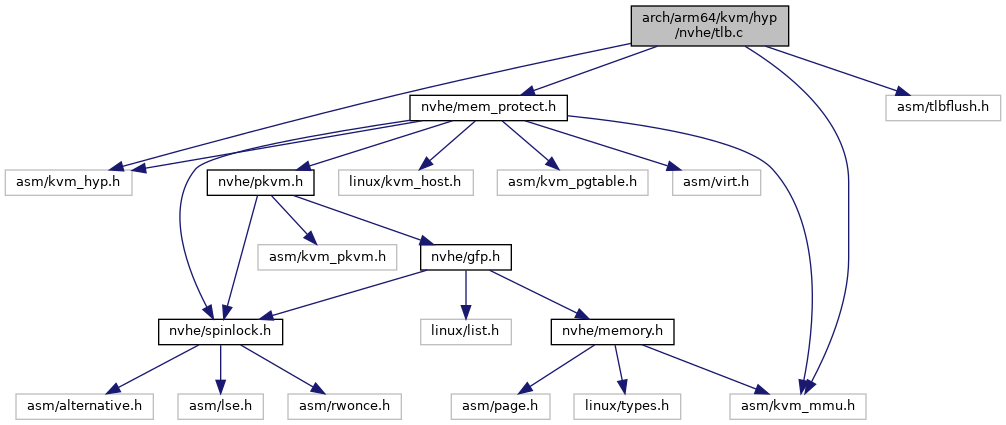 arch/arm64/kvm/hyp
/nvhe/tlb.c
nvhe/mem_protect.h
asm/tlbflush.h
asm/kvm_hyp.h
nvhe/pkvm.h
linux/kvm_host.h
asm/kvm_pgtable.h
asm/virt.h
asm/kvm_pkvm.h
nvhe/gfp.h
nvhe/spinlock.h
linux/list.h
nvhe/memory.h
asm/alternative.h
asm/lse.h
asm/rwonce.h
asm/page.h
linux/types.h
asm/kvm_mmu.h